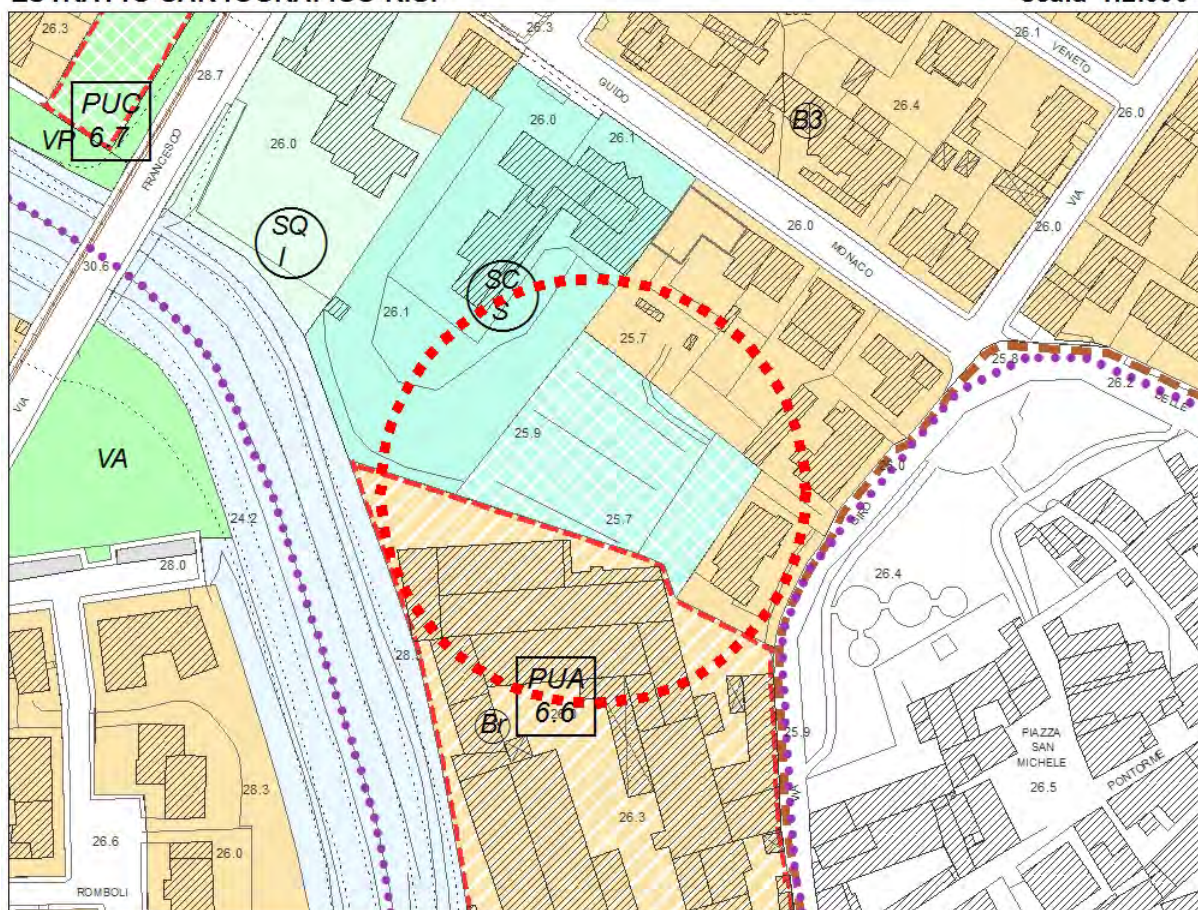 26.3
28.7
26.3
26.1
VENETO
PUC
6.7
VP
FRANCESCO
26.0
GUIDO
26.0
26.1
B3
26.4
26.0
VIA
26.0
26.0
MONACO
SQ
I
30.6
SC
S
26.1
25.7
25.8
26.2
DELLE
VIA
VA
25.9
24.2
25.7
GIRO
28.0
26.4
PUA
6.6
Br
25.9
PIAZZA
SAN
MICHELE
26.5
PONTORME
28.3
26.3
VIA
26.6
26.0
ROMBOLI